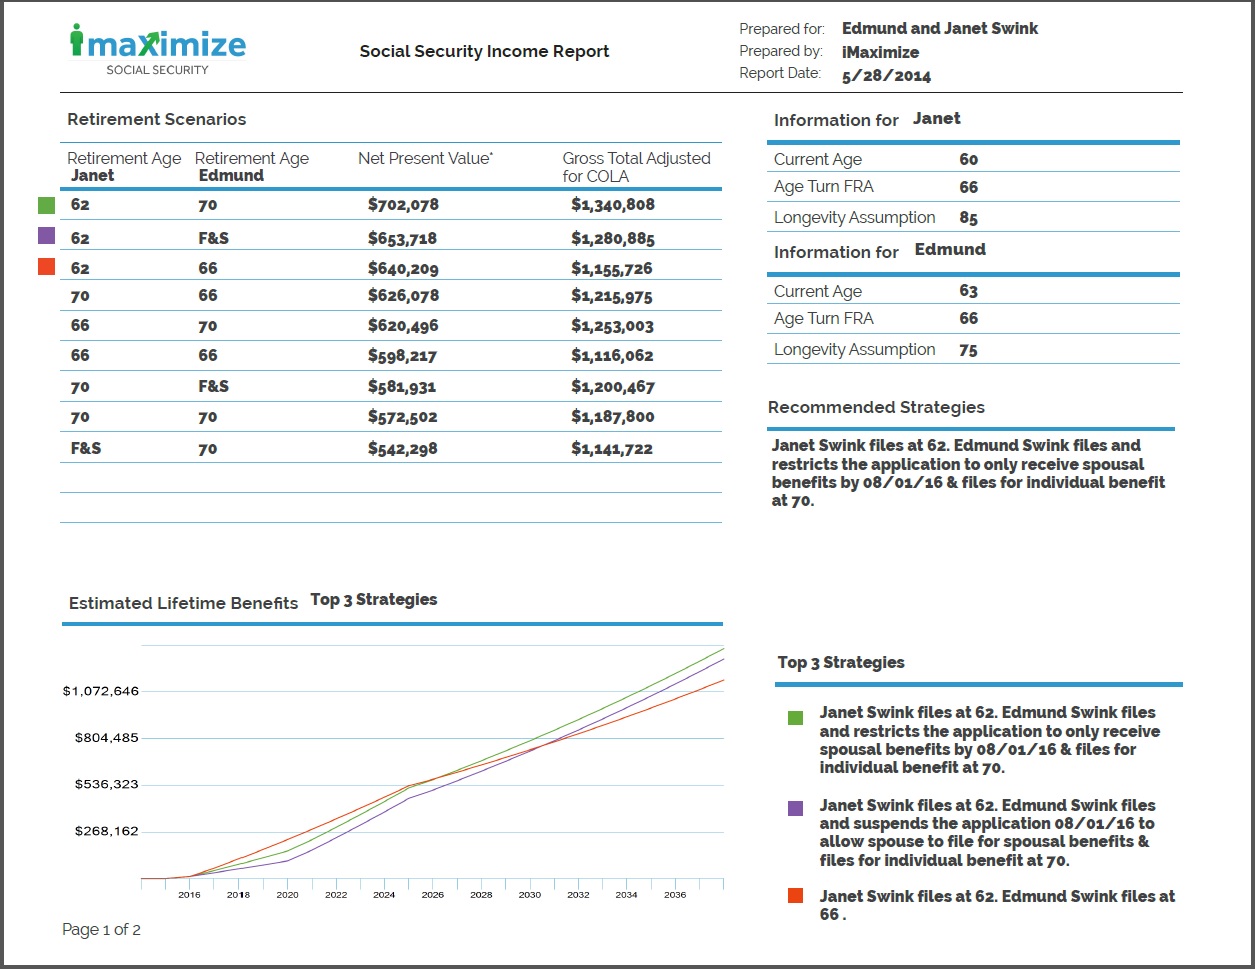 imaximize
SOCIAL SECURITY
Social Security Income Report
Prepared for: Edmund and Janet Swink
Prepared by: iMaximize
Report Date: 5/28/2014
Retirement Scenarios
Retirement Age Retirement Age Net Present Value* Gross Total Adjusted
Janet Edmund for COLA
62 70 $702,078 $1,340,808
62 F&S $653,718 $1,280,885
62 66 $640,209 $1,155,726
70 66 $626,078 $1,215,975
66 70 $620,496 $1,253,003
66 66 $598,217 $1,116,062
70 F&S $581,931 $1,200,467
70 70 $572,502 $1,187,800
F&S 70 $542,298 $1,141,722
Information for Janet
Current Age 60
Age Turn FRA 66
Longevity Assumption 85
Information for Edmund
Current Age 63
Age Turn FRA 66
Longevity Assumption 75
Recommended Strategies
Janet Swink files at 62. Edmund Swink files and
restricts the application to only receive spousal
benefits by 08/01/16 & files for individual benefit
at 70.
Estimated Lifetime Benefits Top 3 Strategies
$1,072,646
$804,485
$536,323
$268,162
2016 2018 2020 2022 2024 2026 2028 2030 2032 2034 2036
Top 3 Strategies
Janet Swink files at 62. Edmund Swink files
and restricts the application to only receive
spousal benefits by 08/01/16 & files for
individual benefit at 70.
Janet Swink files at 62. Edmund Swink files
and suspends the application 08/01/16 to
allow spouse to file for spousal benefits &
files for individual benefit at 70.
Janet Swink files at 62. Edmund Swink files at
66 .
Page 1 of 2